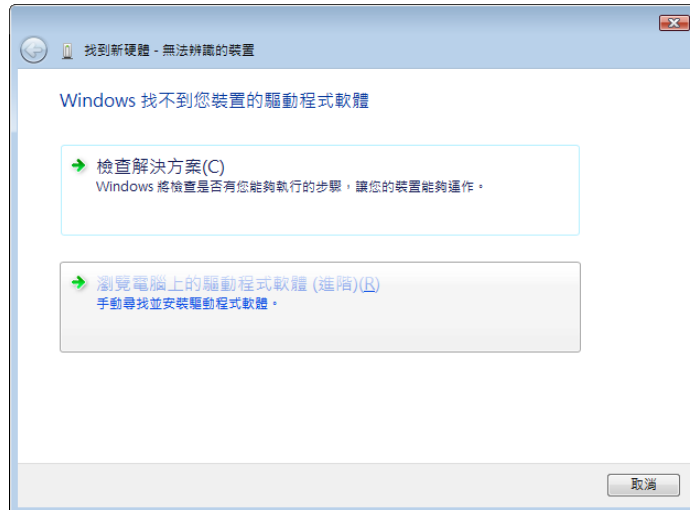 找到新硬體 - 無法辨識的裝置
Windows 找不到您裝置的驅動程式軟體
檢查解決方案(C)
Windows 將檢查是否有您能夠執行的步驟，讓您的裝置能夠運作。
瀏覽電腦上的驅動程式軟體 (進階)(R)
手動尋找並安裝驅動程式軟體。
取消